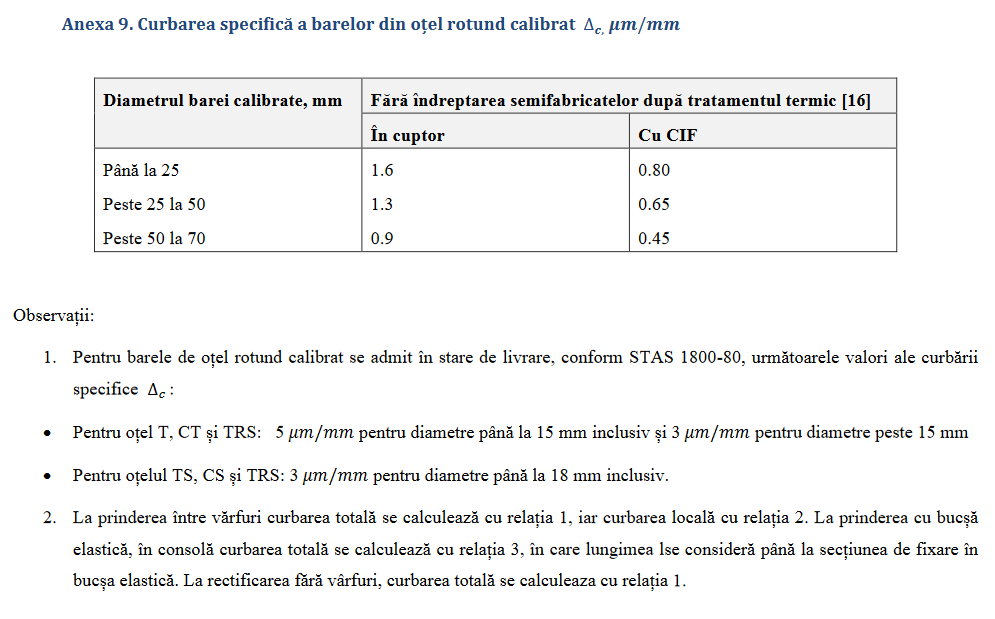 Anexa 9. Curbarea specifică a barelor din oțel rotund calibrat Δc, μm/mm
Diametrul barei calibrate, mm
Fără îndreptarea semifabricatelor după tratamentul termic [16]
În cuptor
Cu CIF
Până la 25
1.6
0.80
Peste 25 la 50
1.3
0.65
Peste 50 la 70
0.9
0.45
Observații:
1. Pentru barele de oțel rotund calibrat se admit în stare de livrare, conform STAS 1800-80, următoarele valori ale curbării
specifice Δc :
• Pentru oțel T, CT și TRS: 5 μm/mm pentru diametre până la 15 mm inclusiv și 3 μm/mm pentru diametre peste 15 mm
• Pentru oțelul TS, CS și TRS: 3 μm/mm pentru diametre până la 18 mm inclusiv.
2. La prinderea între vărfuri curbarea totală se calculează cu relația 1, iar curbarea locală cu relația 2. La prinderea cu bucșă
elastică, în consolă curbarea totală se calculează cu relația 3, în care lungimea lse consideră până la secțiunea de fixare în
bucșa elastică. La rectificarea fără vârfuri, curbarea totală se calculeaza cu relația 1.